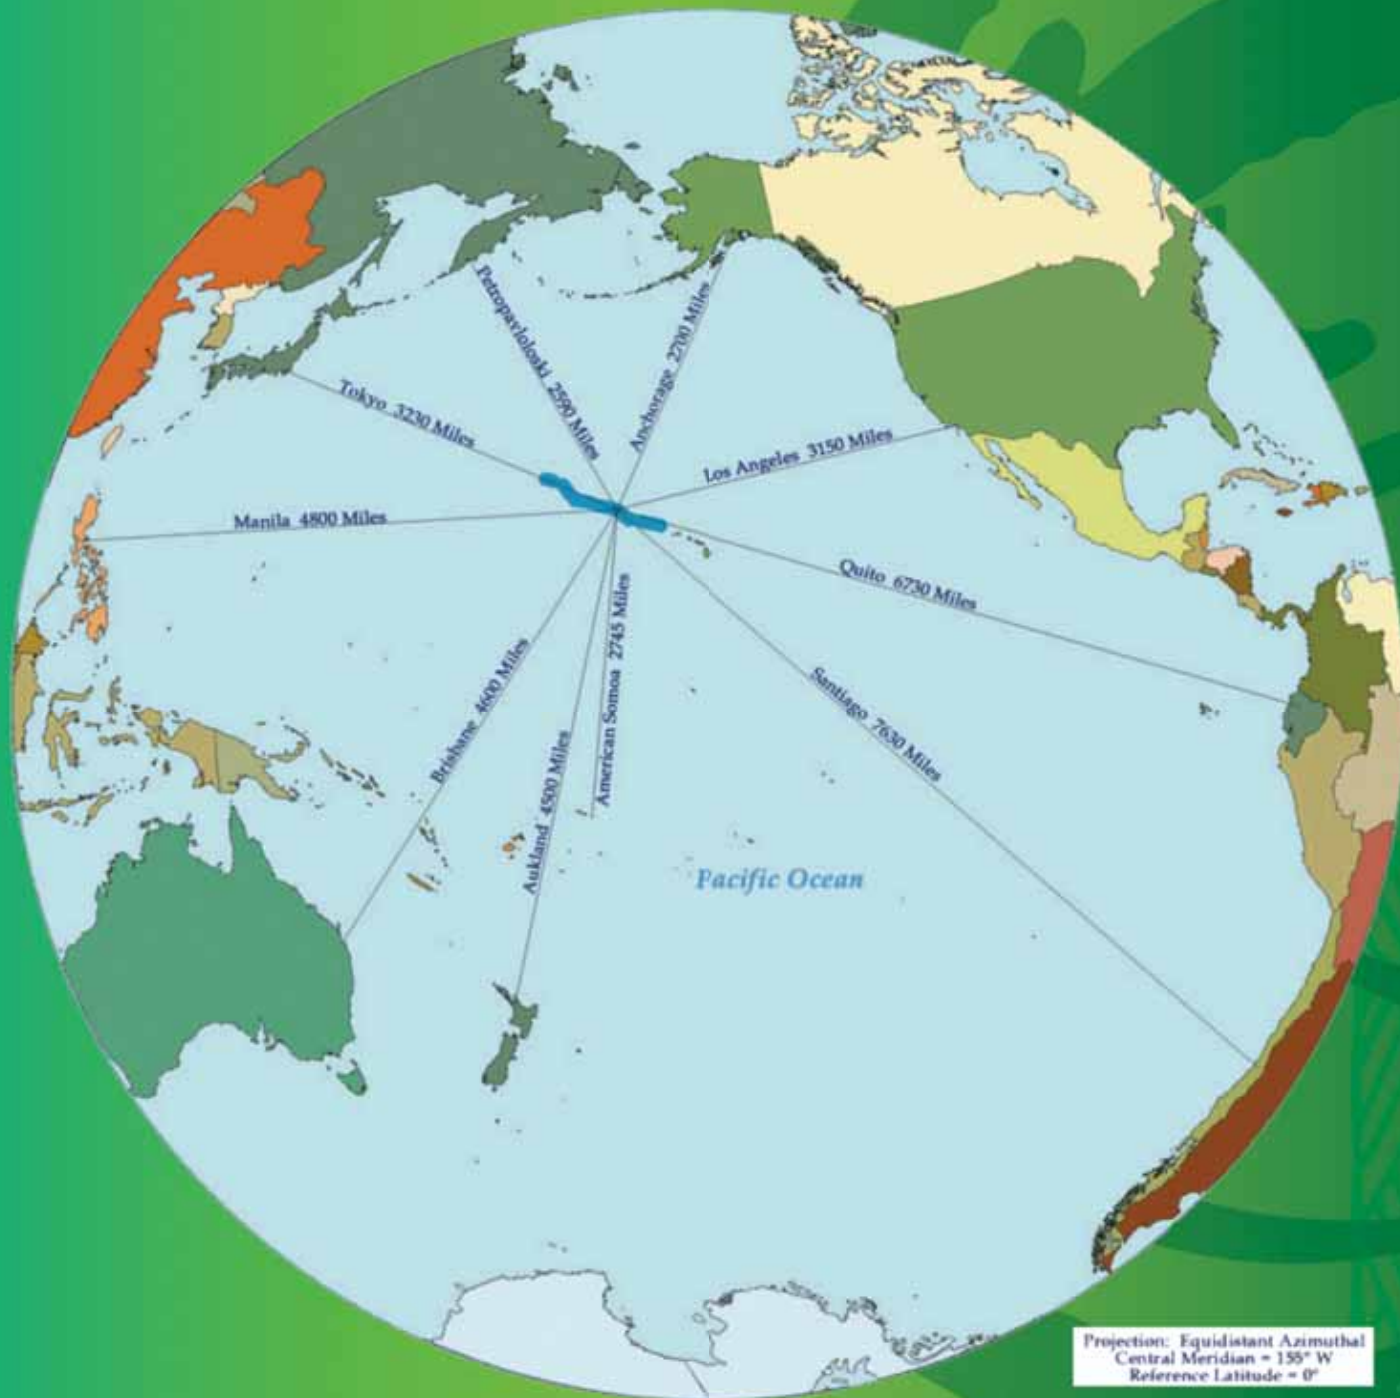 Petropavloloski 2590 Miles
Anchorage 2700 Miles
Tokyo 3230 Miles
Los Angeles 3150 Miles
Manila 4800 Miles
Quito 6730 Miles
American Somoa 2745 Miles
Brisbane 4600 Miles
Santiago 7630 Miles
Aukland 4500 Miles
Pacific Ocean
Projection: Equidistant Azimuthal
Central Meridian = 155° W
Reference Latitude = 0°